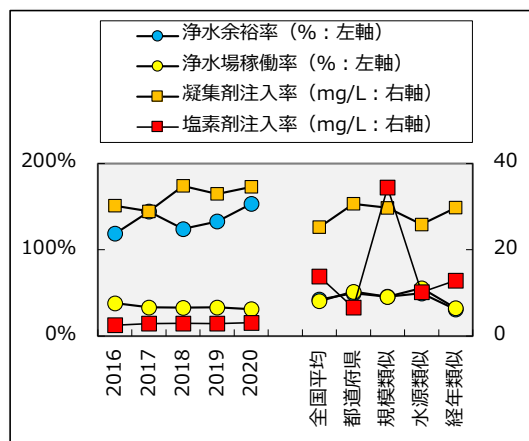 浄水余裕率（%：左軸）
浄水場稼働率（%：左軸）
凝集剤注入率（mg/L：右軸）
塩素剤注入率（mg/L：右軸）
200%
40
100%
20
0%
0
2016
2017
2018
2019
2020
全国平均
都道府県
規模類似
水源類似
経年類似